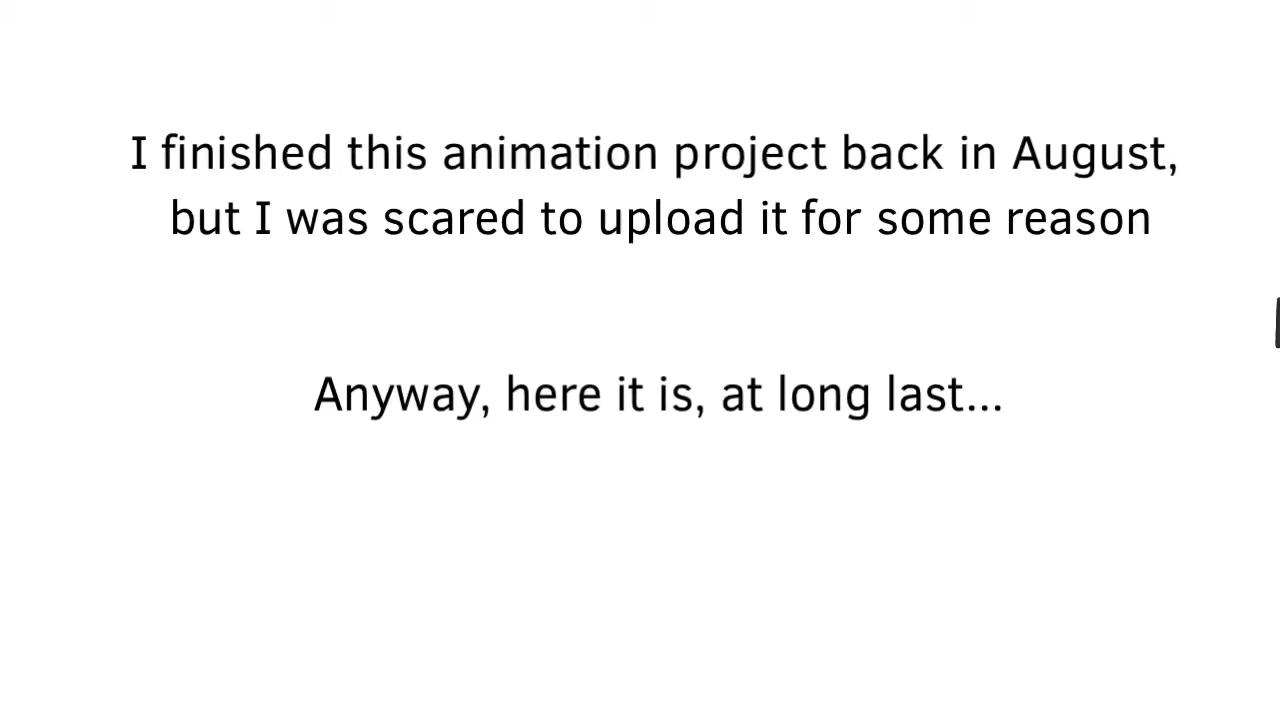 I finished this animation project back in August,
but I was scared to upload it for some reason
Anyway, here it is, at long last...